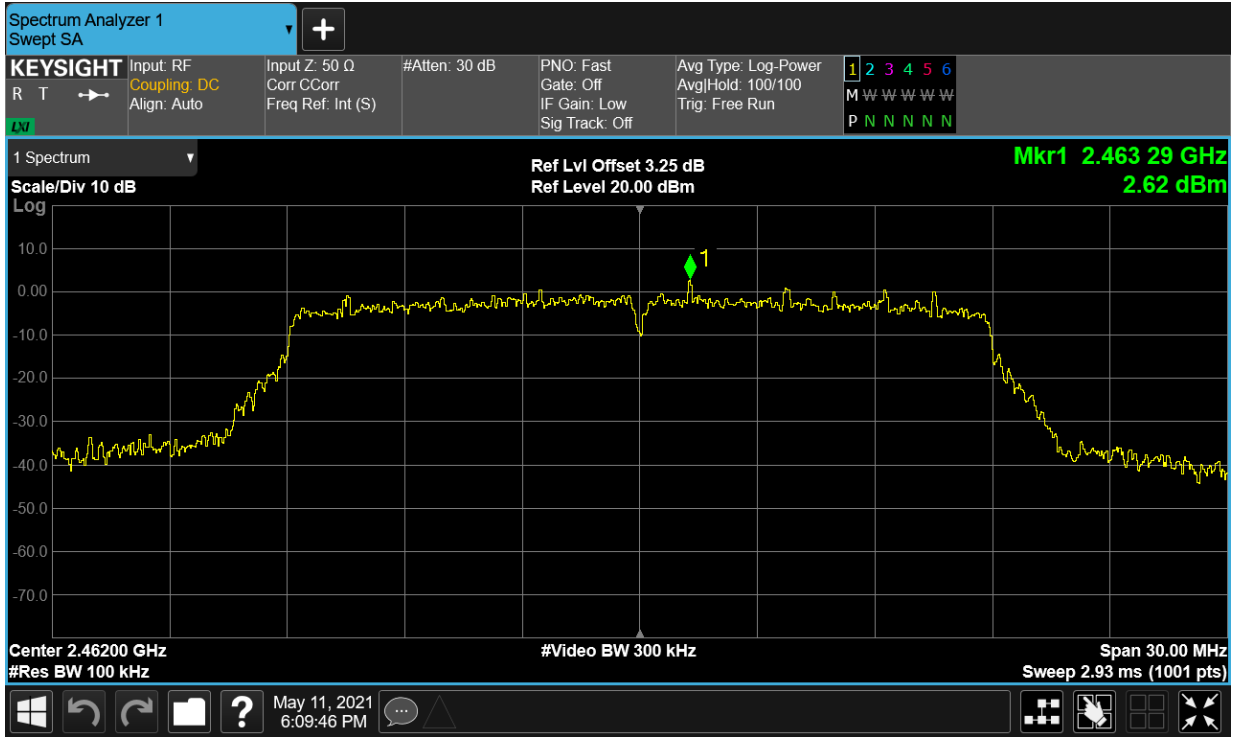 Spectrum Analyzer 1
Swept SA
+
KEYSIGHT
R T
LXI
Input: RF
Coupling: DC
Align: Auto
Input Z: 50 Ω
Corr CCorr
Freq Ref: Int (S)
#Atten: 30 dB
PNO: Fast
Gate: Off
IF Gain: Low
Sig Track: Off
Avg Type: Log-Power
Avg|Hold: 100/100
Trig: Free Run
1 2 3 4 5 6
M W W W W W
P N N N N N
1 Spectrum
Scale/Div 10 dB
Log
Ref Lvl Offset 3.25 dB
Ref Level 20.00 dBm
Mkr1 2.463 29 GHz
2.62 dBm
1
10.0
0.00
-10.0
-20.0
-30.0
-40.0
-50.0
-60.0
-70.0
Center 2.46200 GHz
#Res BW 100 kHz
#Video BW 300 kHz
Span 30.00 MHz
Sweep 2.93 ms (1001 pts)
?
May 11, 2021
6:09:46 PM